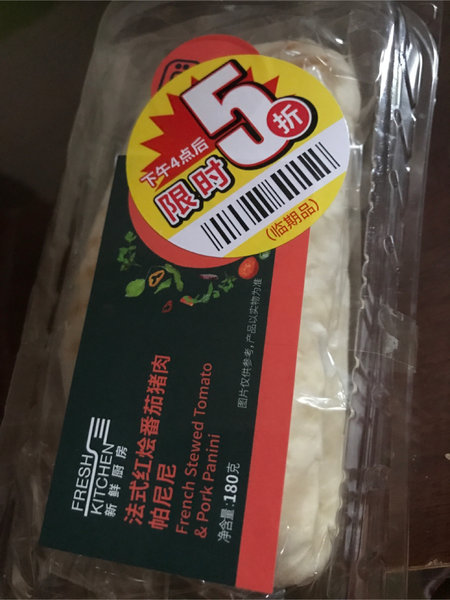 下午4点后
5折
限时
(临期品)
FRESH
KITCHEN
新鲜厨房
法式红烩番茄猪肉
帕尼尼
French Stewed Tomato
& Pork Panini
净含量:180克
图片仅供参考,产品以实物为准